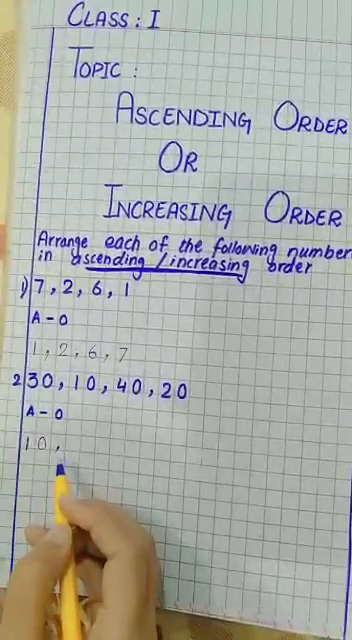 CLASS : I
TOPIC :
ASCENDING ORDER
OR
INCREASING ORDER
Arrange each of the following number
in ascending / increasing order
1) 7, 2, 6, 1
A - O
1, 2, 6, 7
2 30, 10, 40, 20
A - O
10,